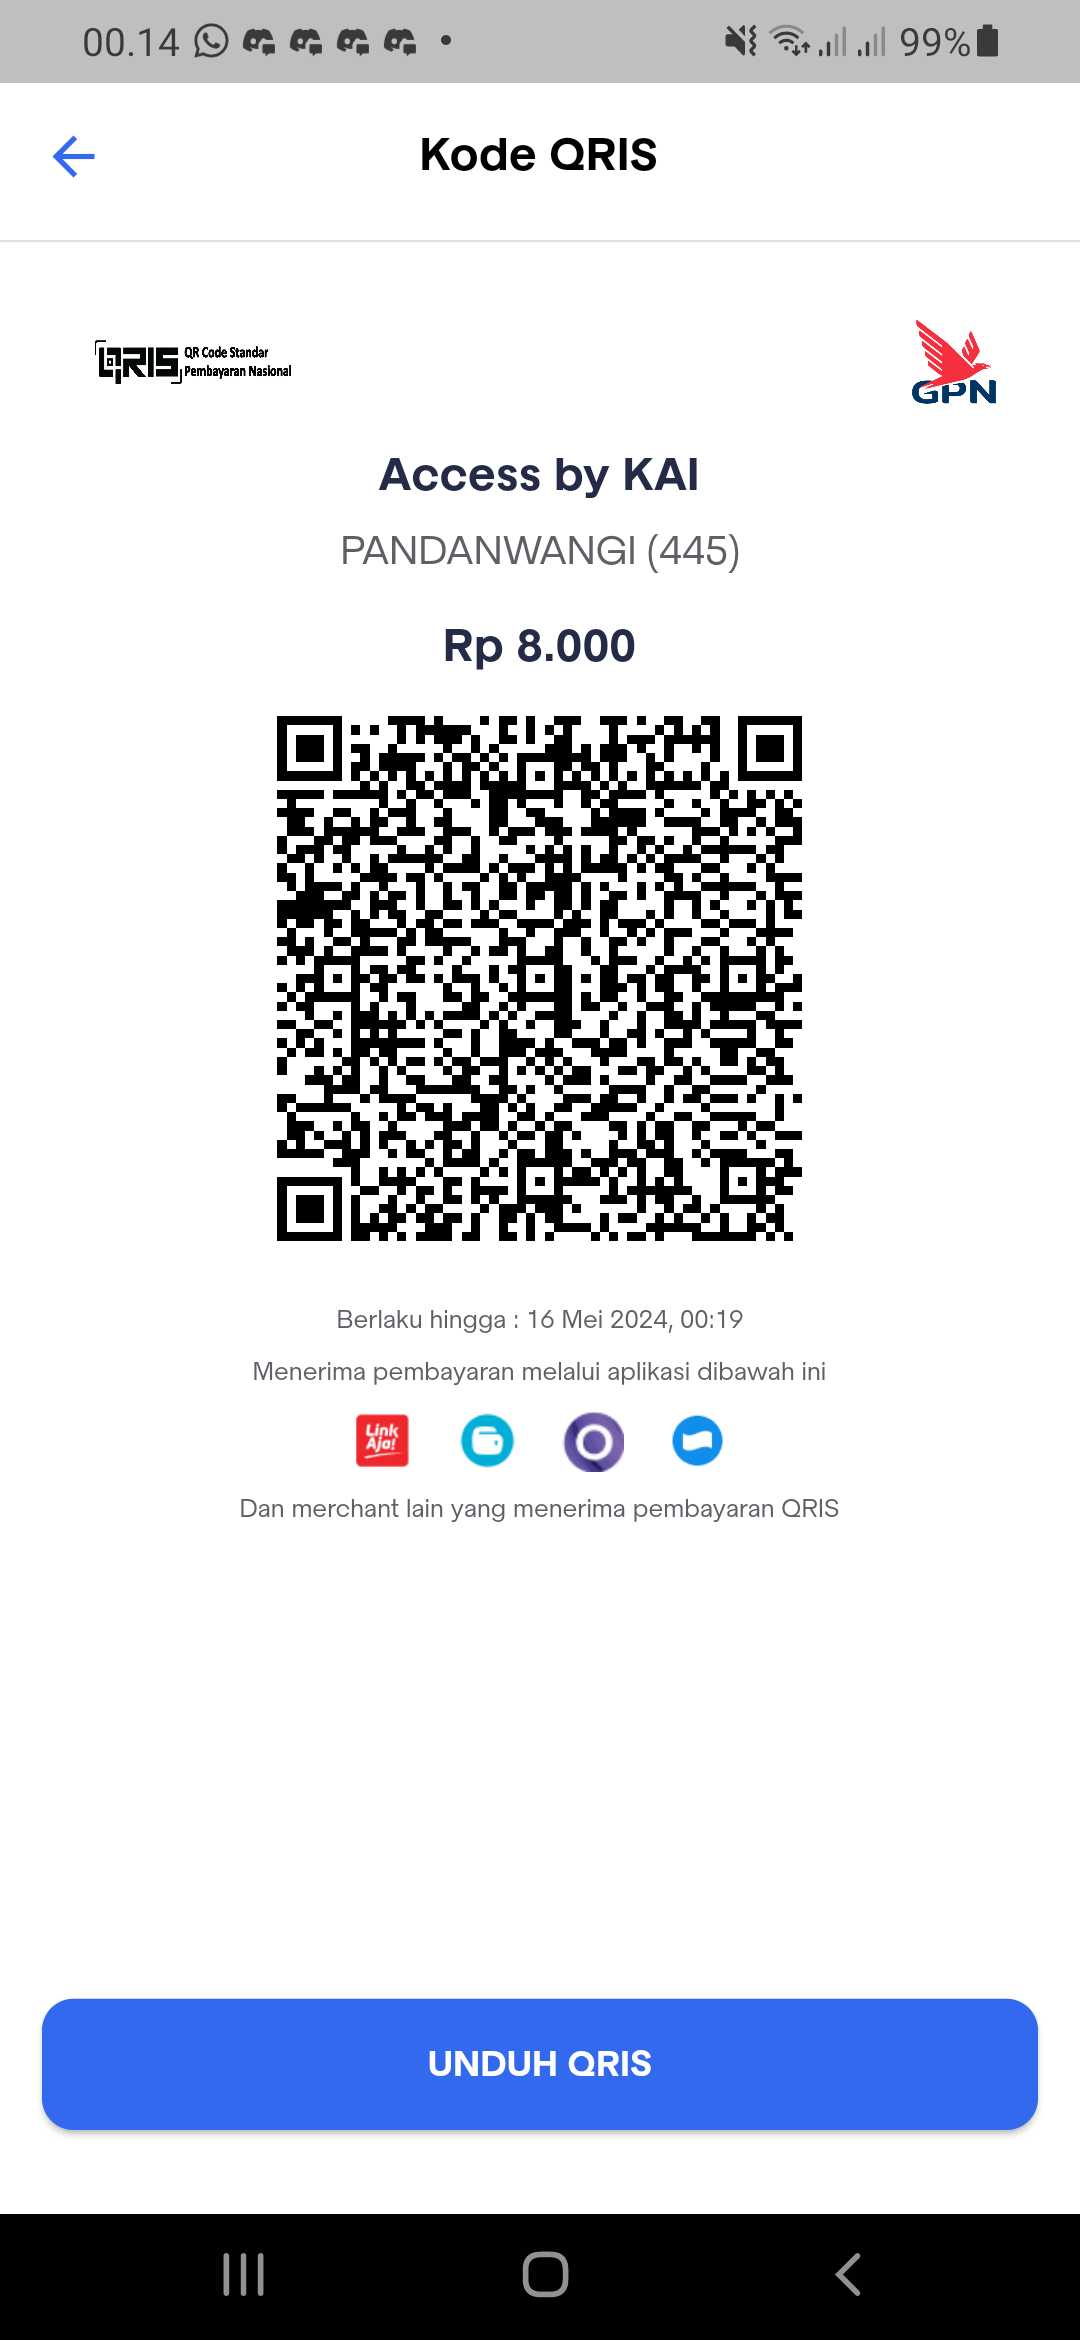 00.14
99%
Kode QRIS
QRIS QR Code Standar
Pembayaran Nasional
GPN
Access by KAI
PANDANWANGI (445)
Rp 8.000
Berlaku hingga : 16 Mei 2024, 00:19
Menerima pembayaran melalui aplikasi dibawah ini
Link
Aja!
Dan merchant lain yang menerima pembayaran QRIS
UNDUH QRIS